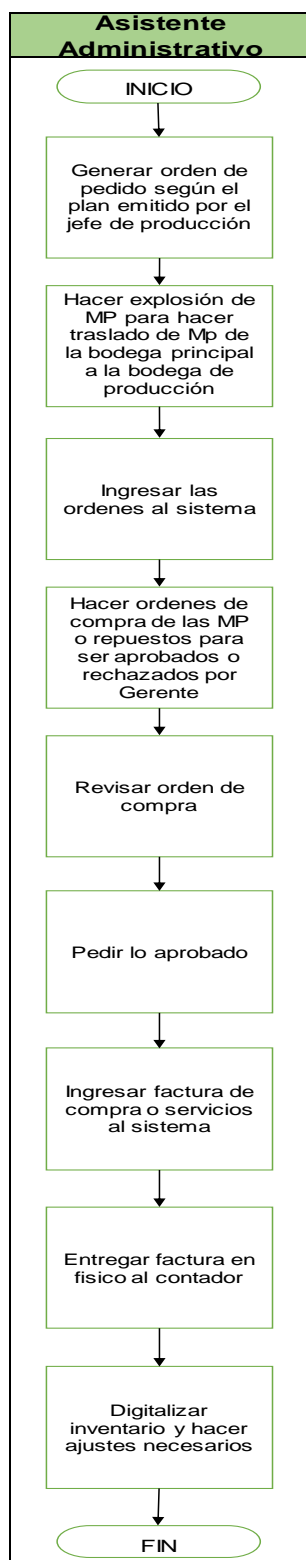 Asistente
Administrativo
INICIO
Generar orden de
pedido según el
plan emitido por el
jefe de producción
Hacer explosión de
MP para hacer
traslado de Mp de
la bodega principal
a la bodega de
producción
Ingresar las
ordenes al sistema
Hacer ordenes de
compra de las MP
o repuestos para
ser aprobados o
rechazados por
Gerente
Revisar orden de
compra
Pedir lo aprobado
Ingresar factura de
compra o servicios
al sistema
Entregar factura en
fisico al contador
Digitalizar
inventario y hacer
ajustes necesarios
FIN